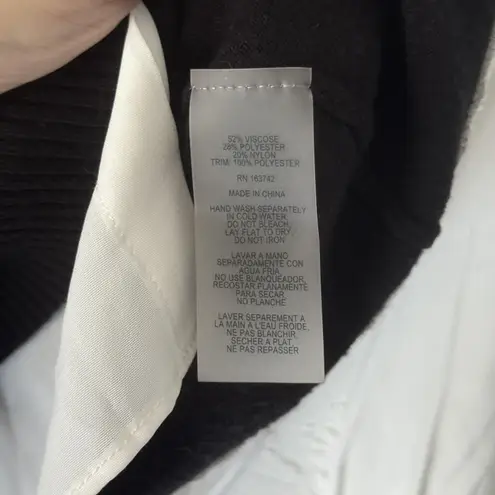 52% VISCOSE
28% POLYESTER
20% NYLON
TRIM: 100% POLYESTER
RN 163742
MADE IN CHINA
HAND WASH SEPARATELY
IN COLD WATER.
DO NOT BLEACH.
LAY FLAT TO DRY.
DO NOT IRON
LAVAR A MANO
SEPARADAMENTE CON
AGUA FRIA.
NO USE BLANQUEADOR.
RECOSTAR PLANAMENTE
PARA SECAR.
NO PLANCHE
LAVER SEPAREMENT A
LA MAIN A L'EAU FROIDE.
NE PAS BLANCHIR.
SECHER A PLAT
NE PAS REPASSER